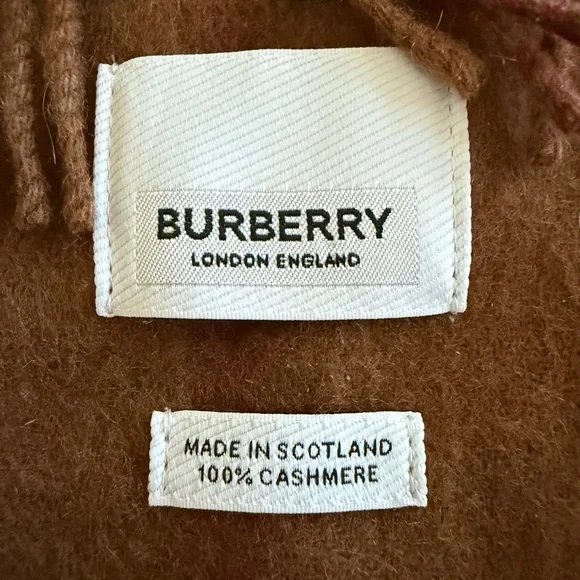 BURBERRY
LONDON ENGLAND
MADE IN SCOTLAND
100% CASHMERE